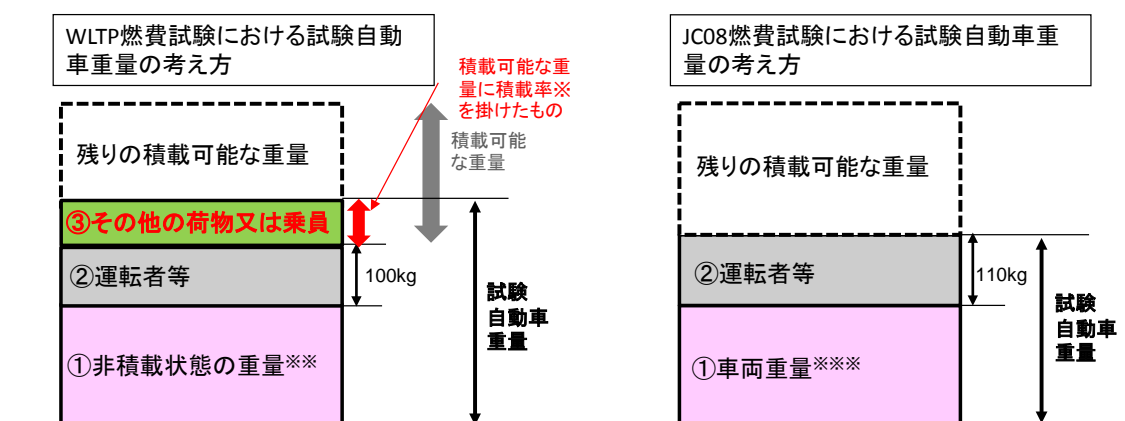 WLTP燃費試験における試験自動
車重量の考え方
積載可能な重
量に積載率※
を掛けたもの
積載可能
な重量
残りの積載可能な重量
③その他の荷物又は乗員
②運転者等
100kg
試験
自動車
重量
①非積載状態の重量※※
JC08燃費試験における試験自動車重
量の考え方
残りの積載可能な重量
②運転者等
110kg
試験
自動車
重量
①車両重量※※※